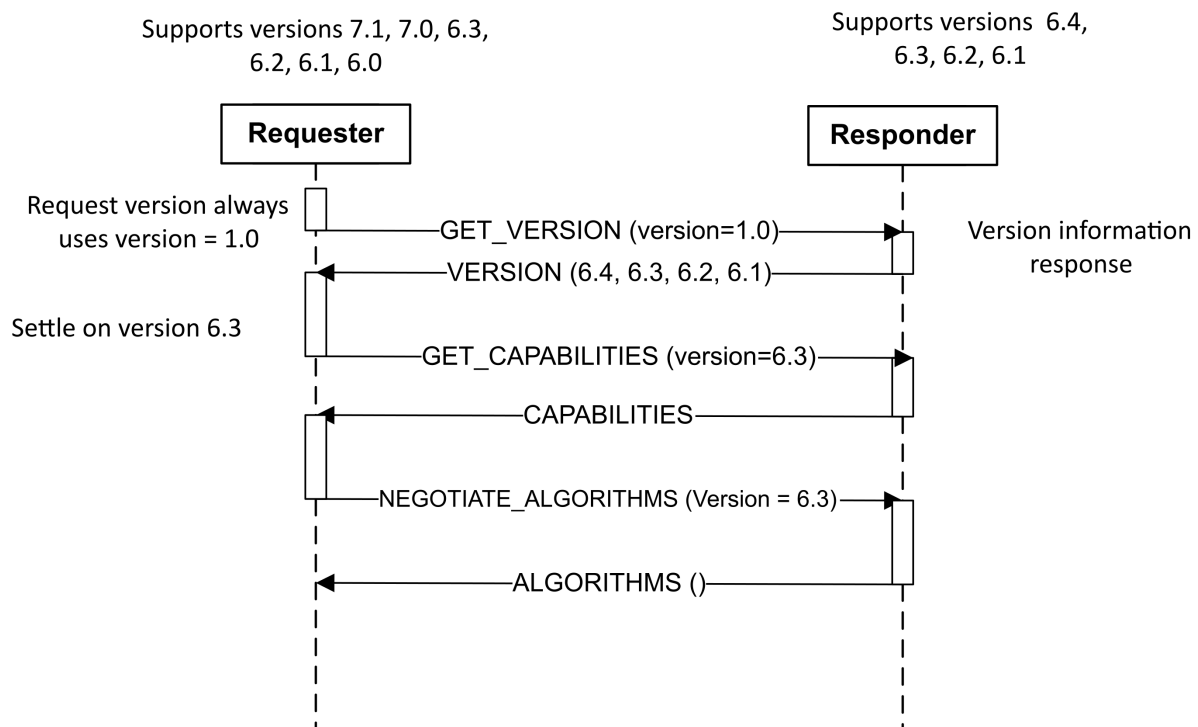 Supports versions 7.1, 7.0, 6.3,
6.2, 6.1, 6.0
Supports versions 6.4,
6.3, 6.2, 6.1
Requester
Responder
Request version always
uses version = 1.0
GET_VERSION (version=1.0)
Version information
response
VERSION (6.4, 6.3, 6.2, 6.1)
Settle on version 6.3
GET_CAPABILITIES (version=6.3)
CAPABILITIES
NEGOTIATE_ALGORITHMS (Version = 6.3)
ALGORITHMS ()